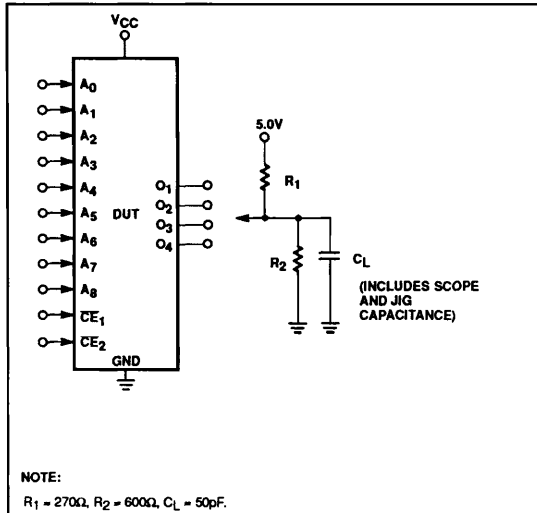 VCC
A0
A1
A2
A3
A4
A5
A6
A7
A8
CE1
CE2
DUT
O1
O2
O3
O4
GND
5.0V
R1
R2
CL
(INCLUDES SCOPE
AND JIG
CAPACITANCE)
NOTE:
R1 = 270Ω, R2 = 600Ω, CL = 50pF.